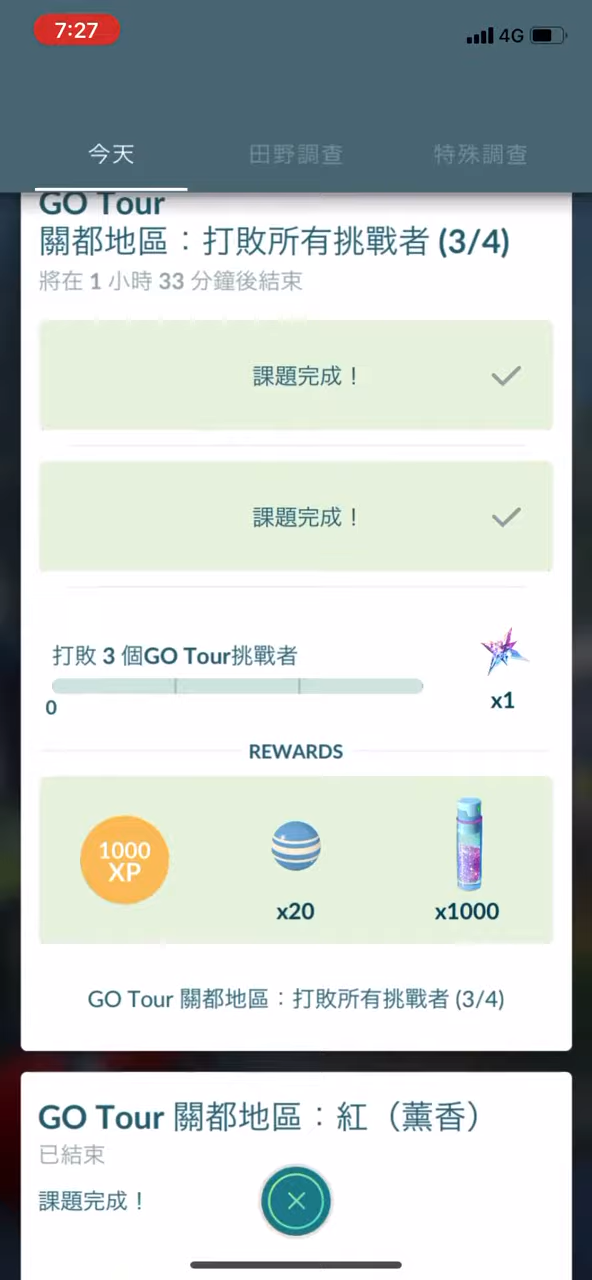 7:27
4G
今天
田野調查
特殊調查
GO Tour
關都地區：打敗所有挑戰者 (3/4)
將在 1 小時 33 分鐘後結束
課題完成！
課題完成！
打敗 3 個GO Tour挑戰者
0
x1
REWARDS
1000
XP
x20
x1000
GO Tour 關都地區：打敗所有挑戰者 (3/4)
GO Tour 關都地區：紅（薰香）
已結束
課題完成！